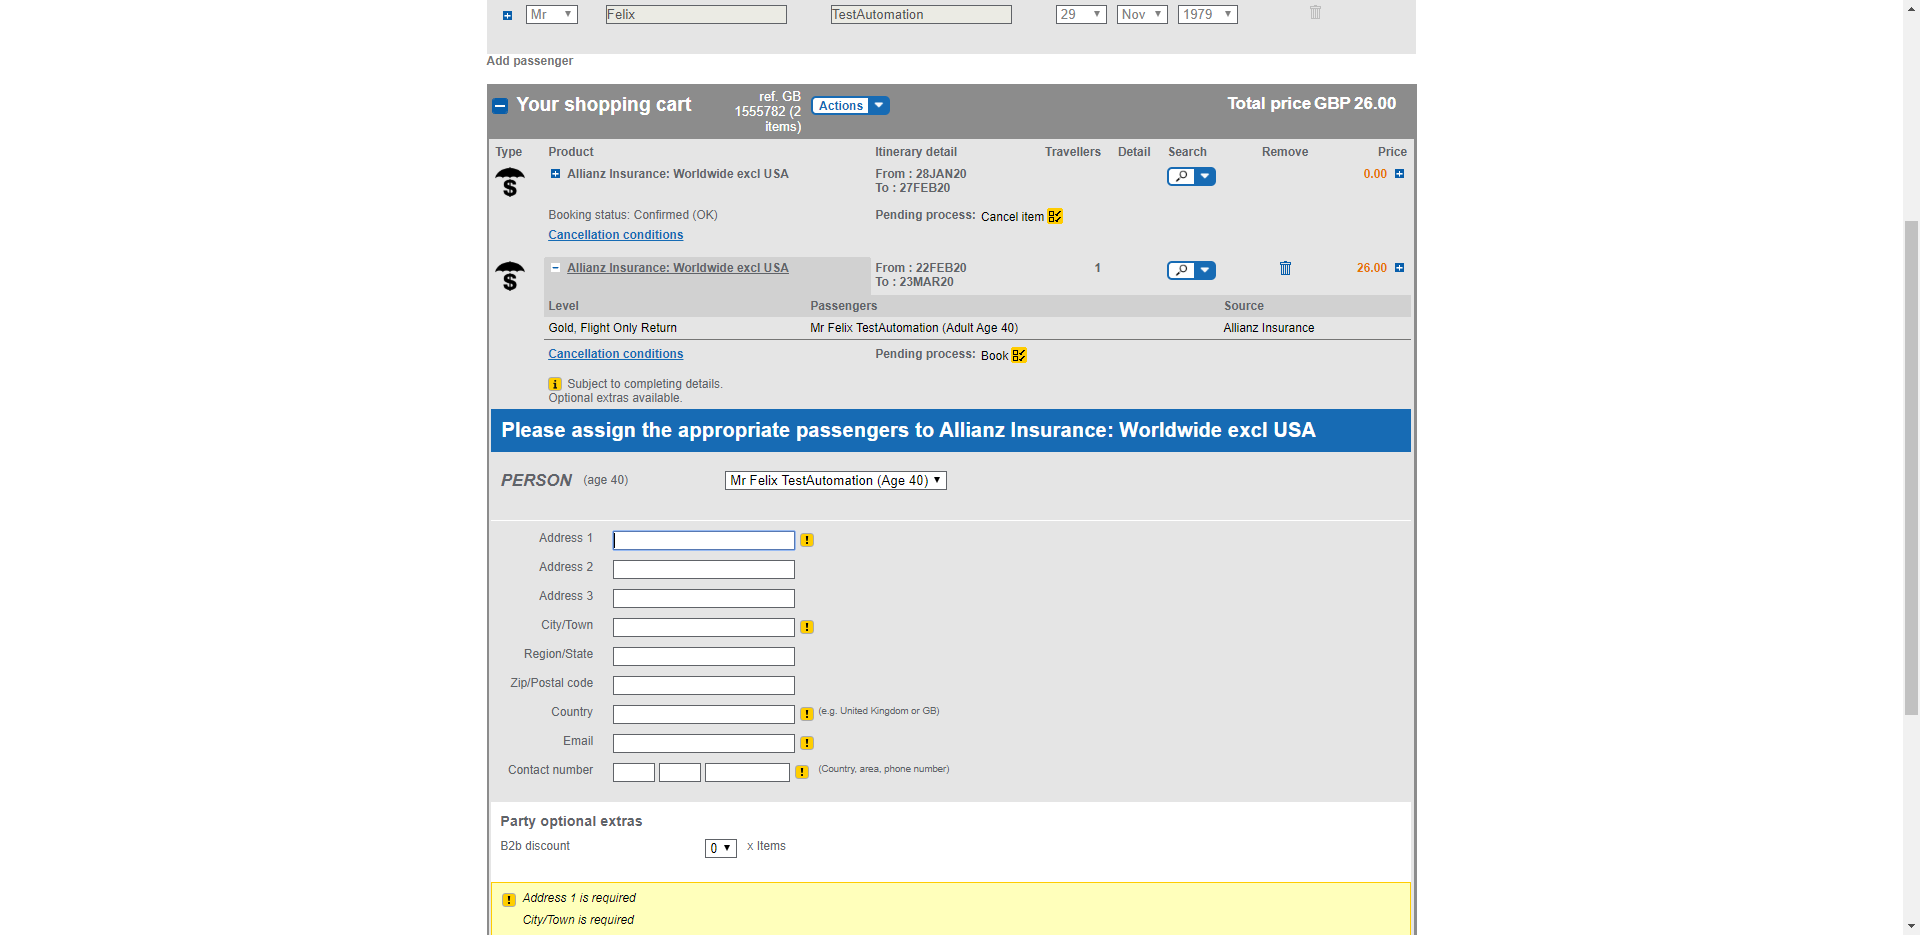 Mr Felix TestAutomation 29 Nov 1979
Add passenger
Your shopping cart
ref. GB
1555782 (2
items)
Actions
Total price GBP 26.00
Type Product Itinerary detail Travellers Detail Search Remove Price
Allianz Insurance: Worldwide excl USA
From : 28JAN20
To : 27FEB20
0.00
Booking status: Confirmed (OK)
Pending process: Cancel item
Cancellation conditions
Allianz Insurance: Worldwide excl USA
From : 22FEB20
To : 23MAR20
1
26.00
Level Passengers Source
Gold, Flight Only Return Mr Felix TestAutomation (Adult Age 40) Allianz Insurance
Cancellation conditions
Pending process: Book
Subject to completing details.
Optional extras available.
Please assign the appropriate passengers to Allianz Insurance: Worldwide excl USA
PERSON (age 40) Mr Felix TestAutomation (Age 40)
Address 1
Address 2
Address 3
City/Town
Region/State
Zip/Postal code
Country (e.g. United Kingdom or GB)
Email
Contact number (Country, area, phone number)
Party optional extras
B2b discount 0 x Items
Address 1 is required
City/Town is required